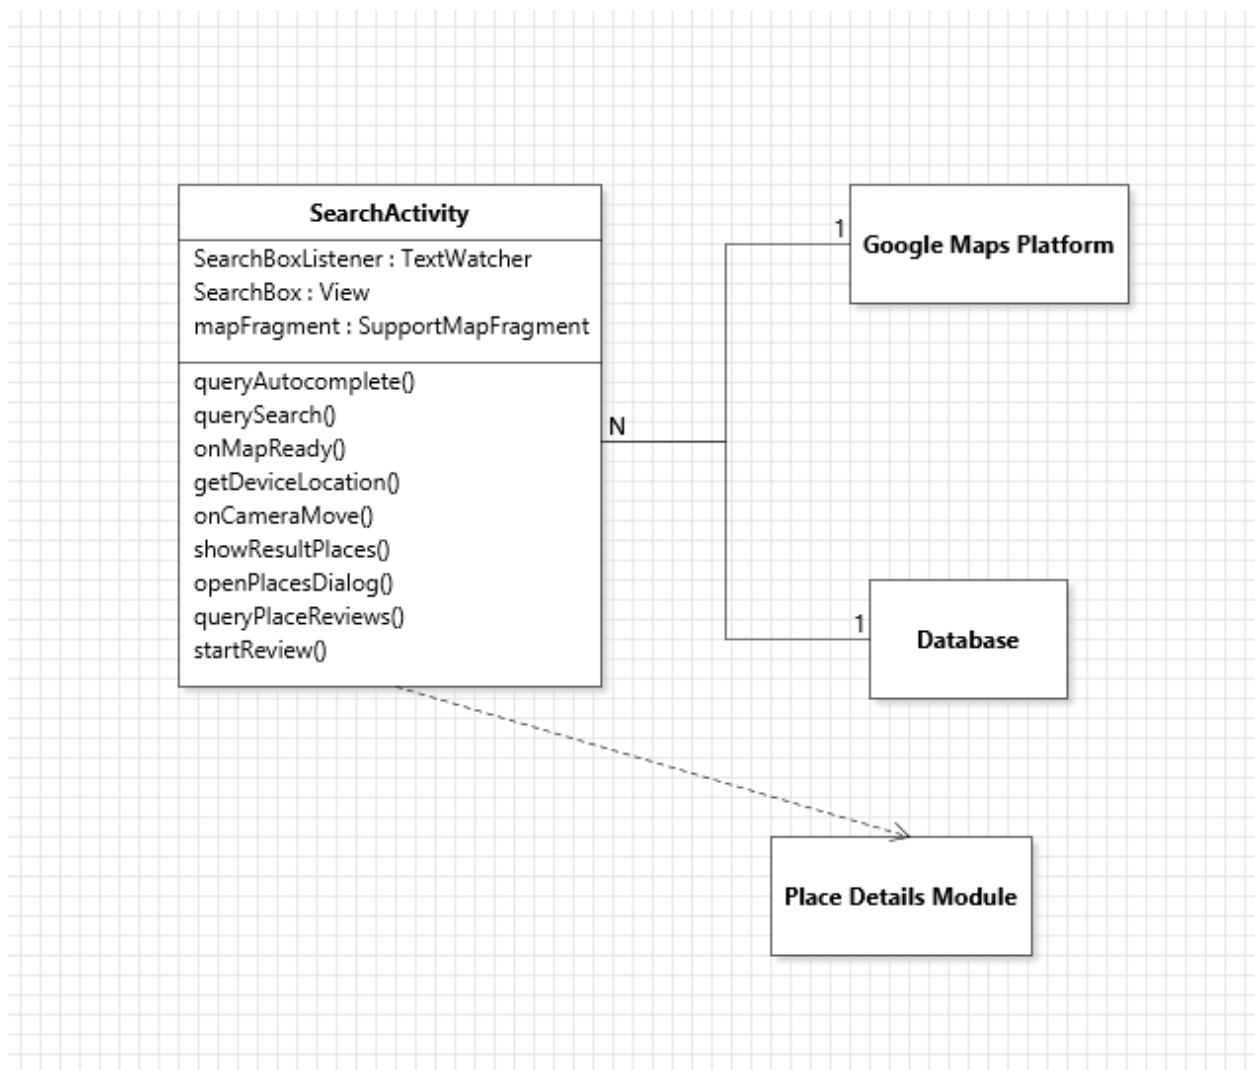 SearchActivity
SearchBoxListener : TextWatcher
SearchBox : View
mapFragment : SupportMapFragment
queryAutocomplete()
querySearch()
onMapReady()
getDeviceLocation()
onCameraMove()
showResultPlaces()
openPlacesDialog()
queryPlaceReviews()
startReview()
N
1
Google Maps Platform
1
Database
Place Details Module